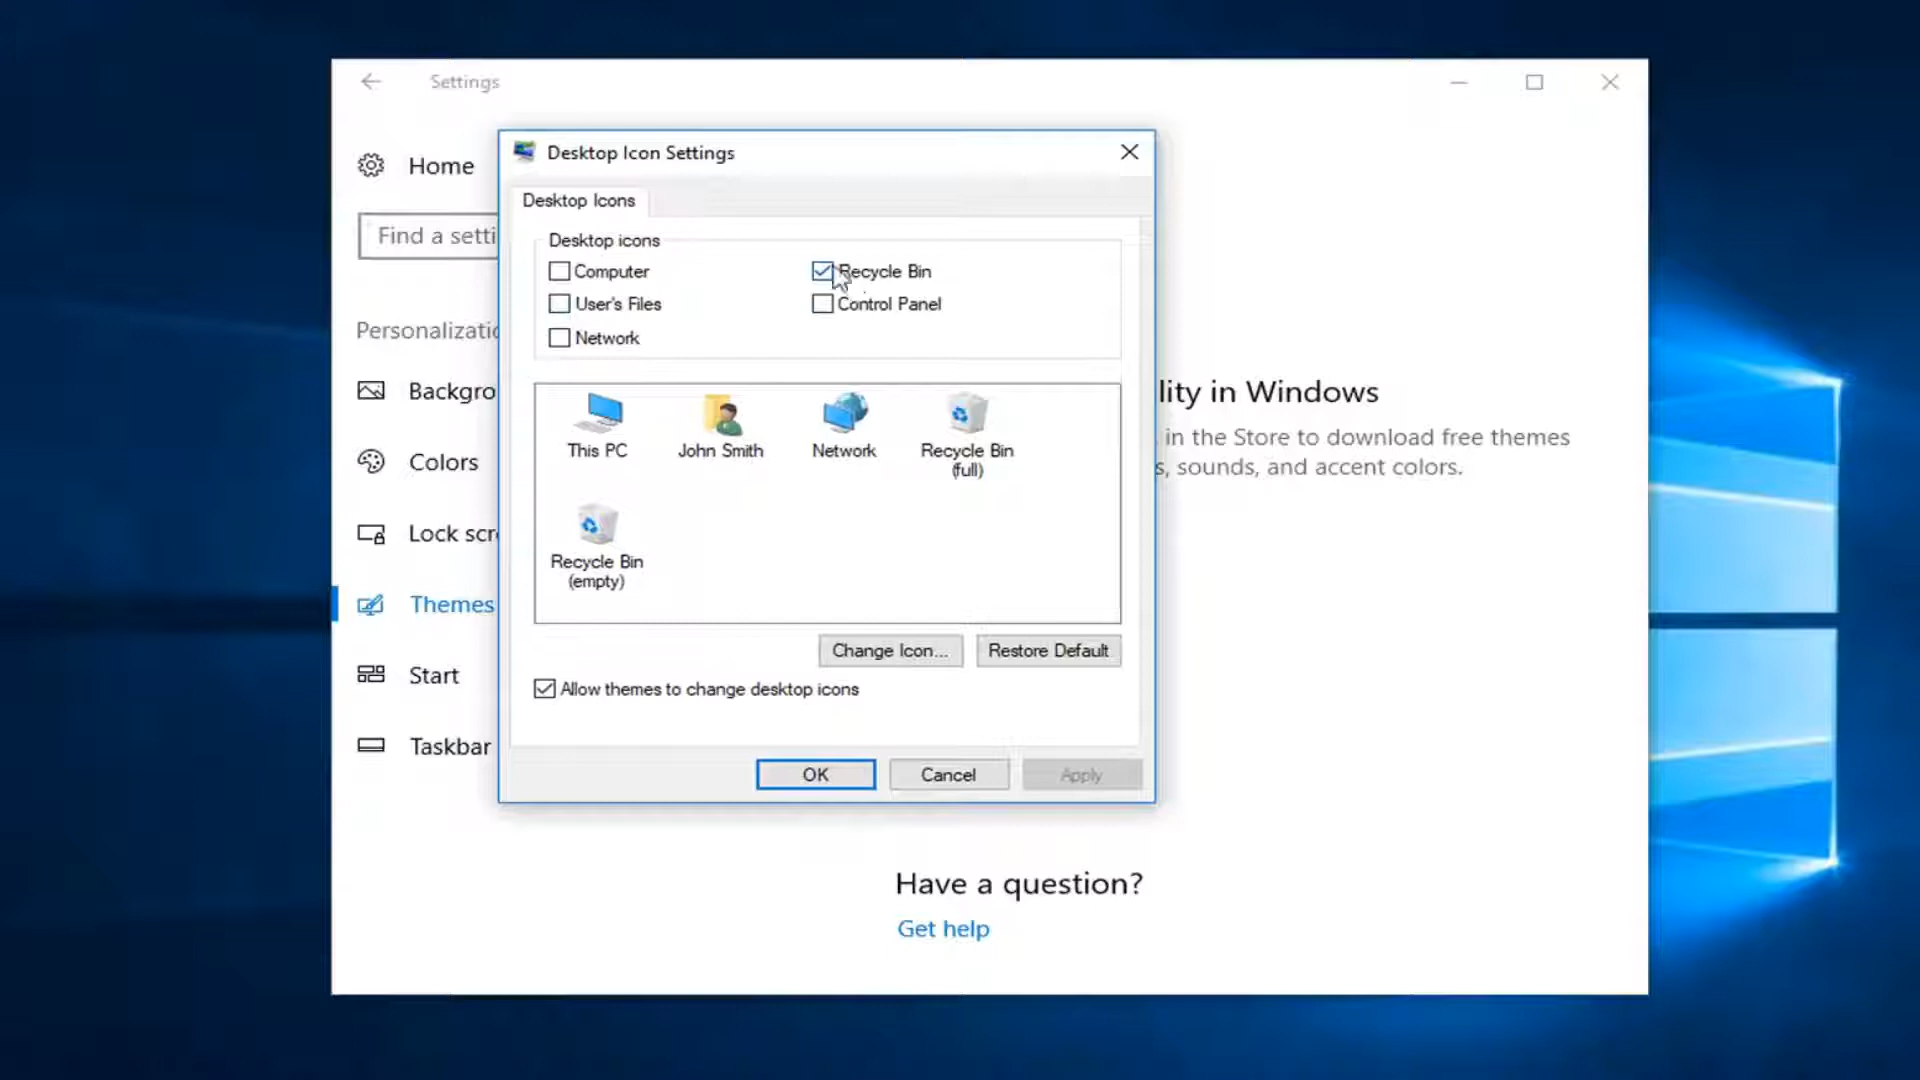 Settings
Home
Desktop Icon Settings
Desktop Icons
Find a setti
Desktop icons
Computer
Recycle Bin
User's Files
Control Panel
Network
Personalizatio
Backgro
Colors
Lock scre
Themes
Start
Taskbar
This PC
John Smith
Network
Recycle Bin
(full)
Recycle Bin
(empty)
Change Icon...
Restore Default
Allow themes to change desktop icons
OK
Cancel
Apply
lity in Windows
in the Store to download free themes
s, sounds, and accent colors.
Have a question?
Get help